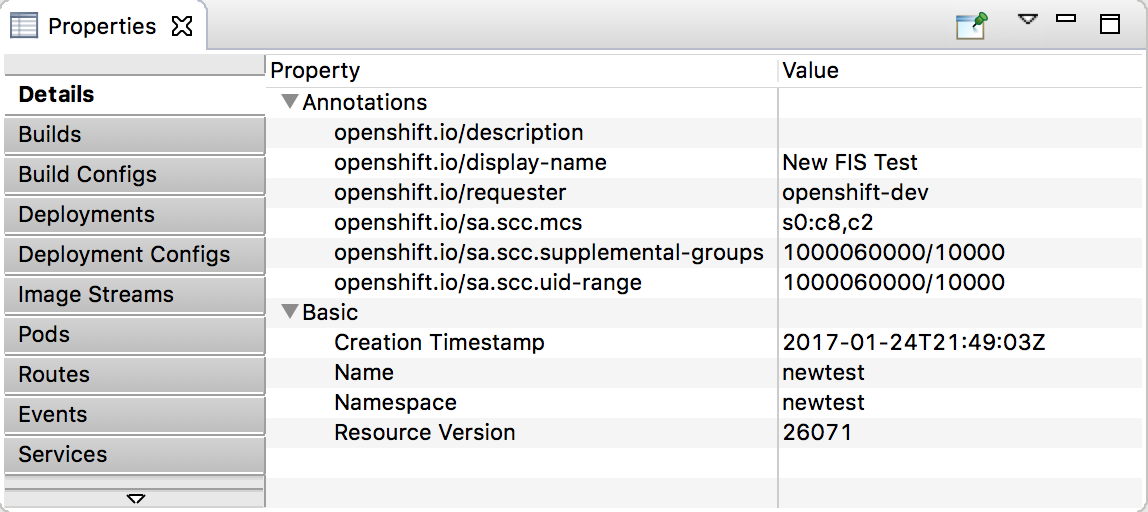 Properties
Property Value
Details
Annotations
openshift.io/description
Builds
openshift.io/display-name New FIS Test
Build Configs
openshift.io/requester openshift-dev
Deployments
openshift.io/sa.scc.mcs s0:c8,c2
Deployment Configs
openshift.io/sa.scc.supplemental-groups 1000060000/10000
Image Streams
openshift.io/sa.scc.uid-range 1000060000/10000
Basic
Pods
Creation Timestamp 2017-01-24T21:49:03Z
Routes
Name newtest
Namespace newtest
Events
Resource Version 26071
Services